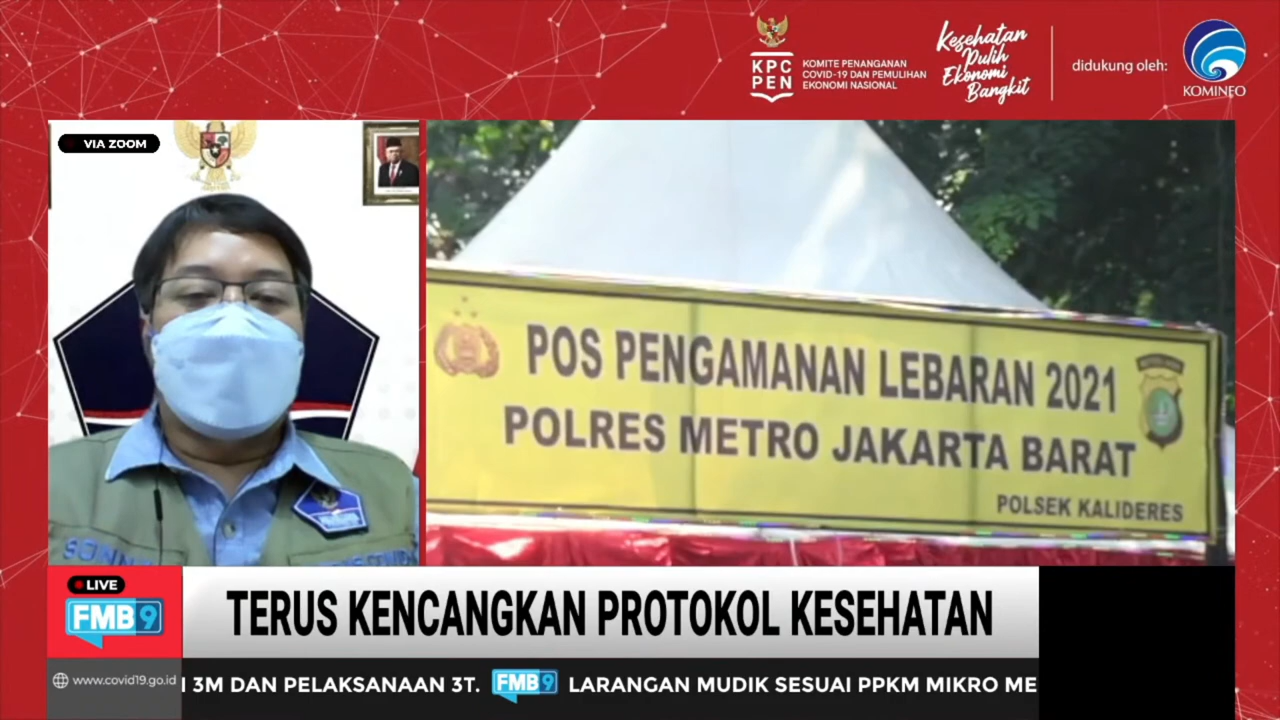 KPC
PEN
KOMITE PENANGANAN
COVID-19 DAN PEMULIHAN
EKONOMI NASIONAL
Kesehatan
Pulih
Ekonomi
Bangkit
didukung oleh:
KOMINFO
VIA ZOOM
POS PENGAMANAN LEBARAN 2021
POLRES METRO JAKARTA BARAT
POLSEK KALIDERES
LIVE
FMB9
TERUS KENCANGKAN PROTOKOL KESEHATAN
www.covid19.go.id
I 3M DAN PELAKSANAAN 3T. FMB9 LARANGAN MUDIK SESUAI PPKM MIKRO ME